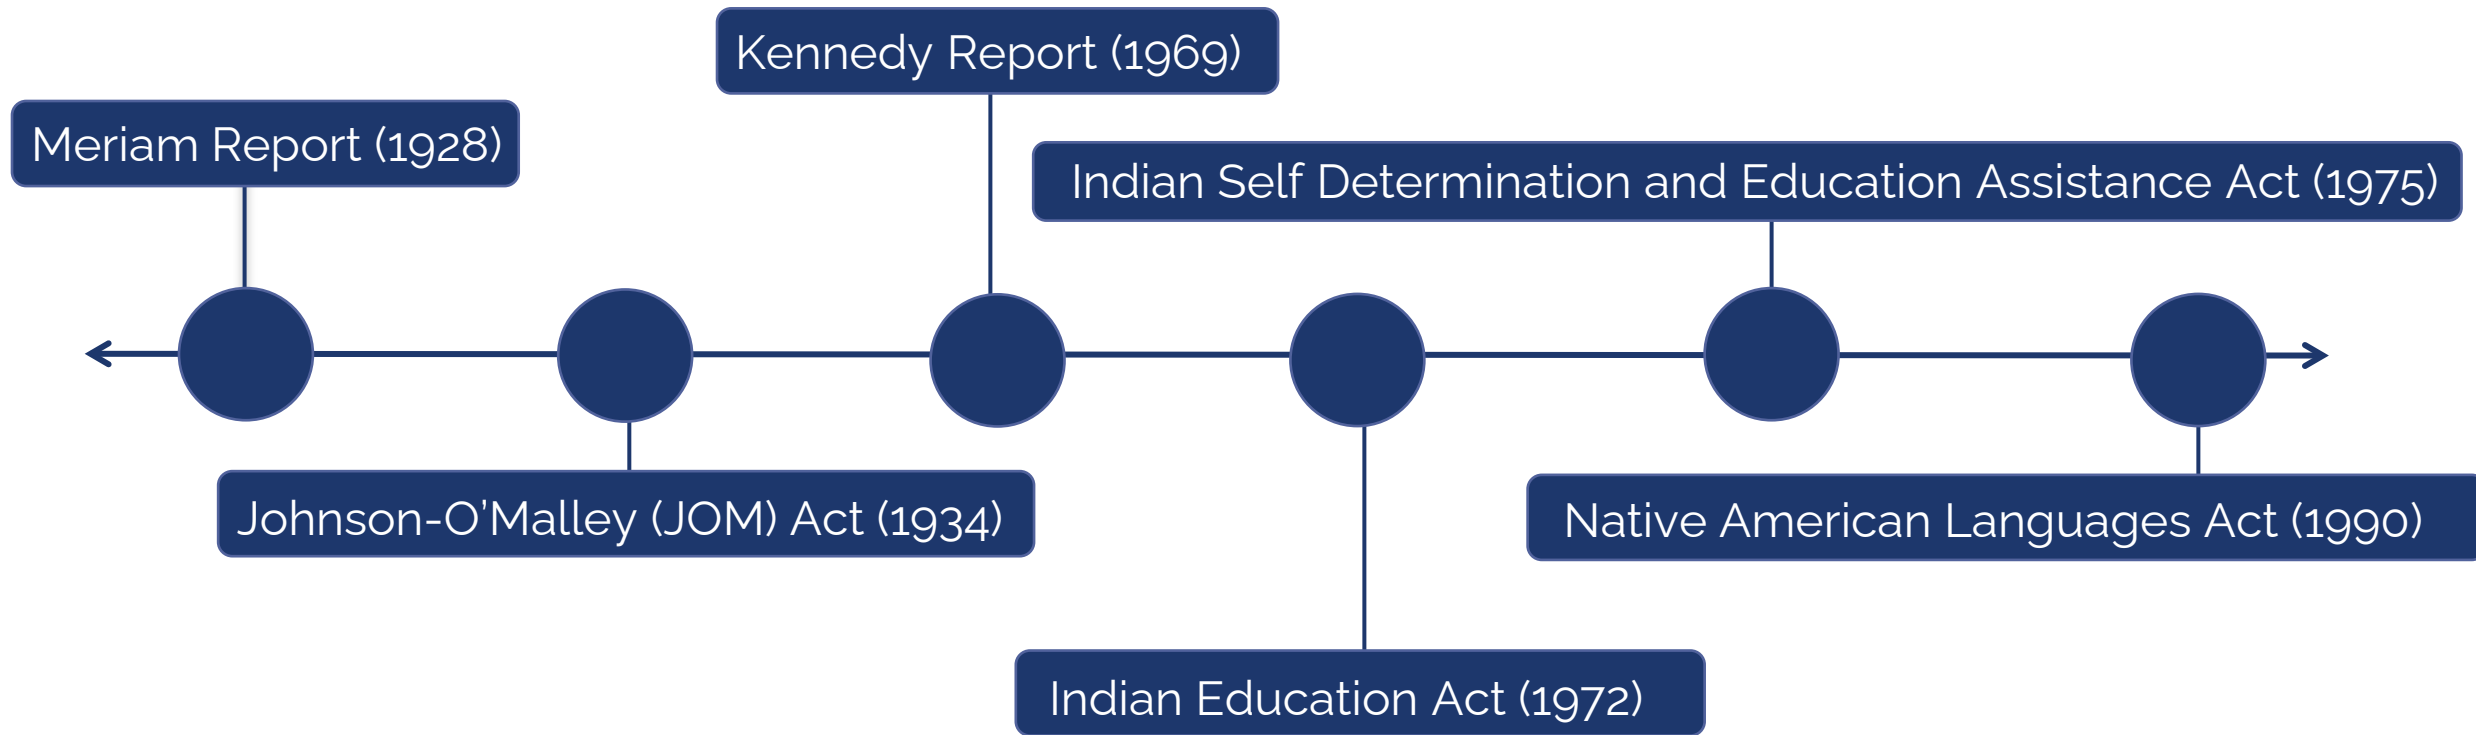 Kennedy Report (1969)
Meriam Report (1928)
Indian Self Determination and Education Assistance Act (1975)
Johnson-O’Malley (JOM) Act (1934)
Native American Languages Act (1990)
Indian Education Act (1972)